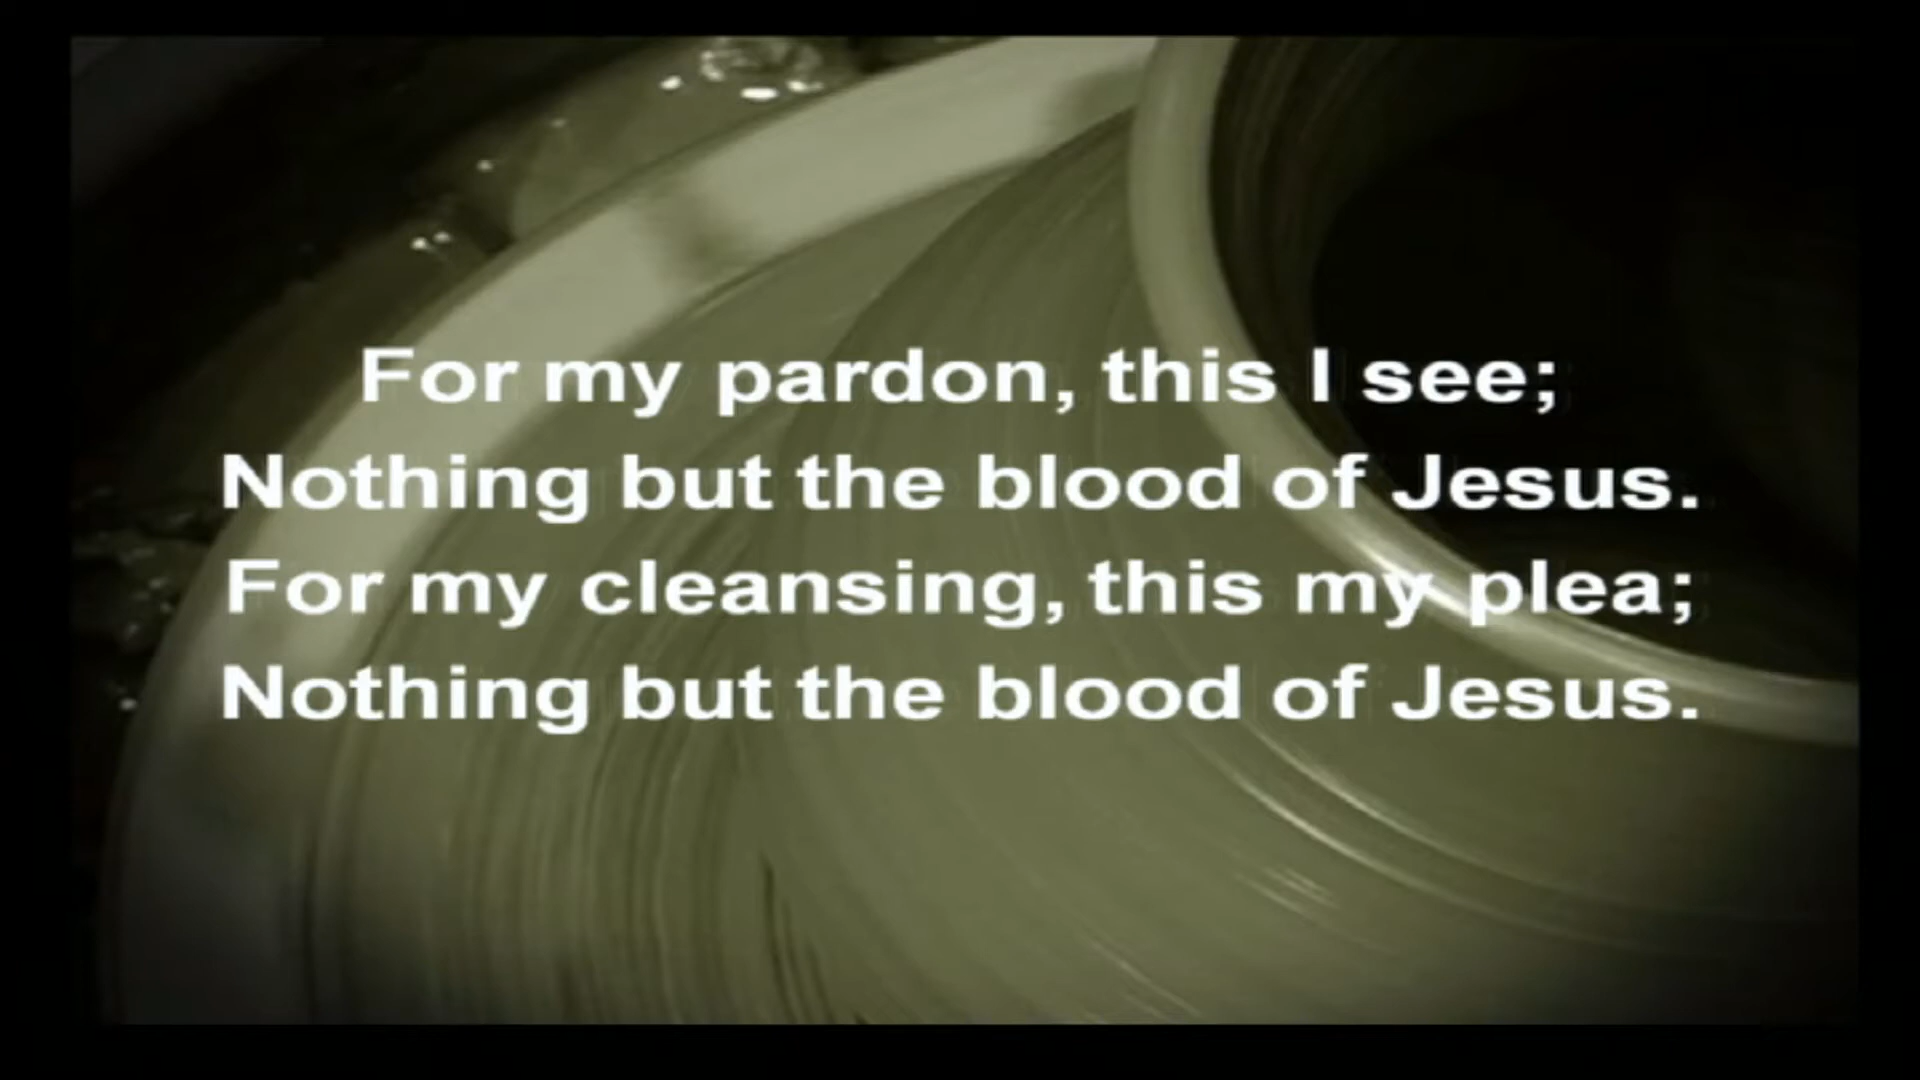 For my pardon, this I see;
Nothing but the blood of Jesus.
For my cleansing, this my plea;
Nothing but the blood of Jesus.